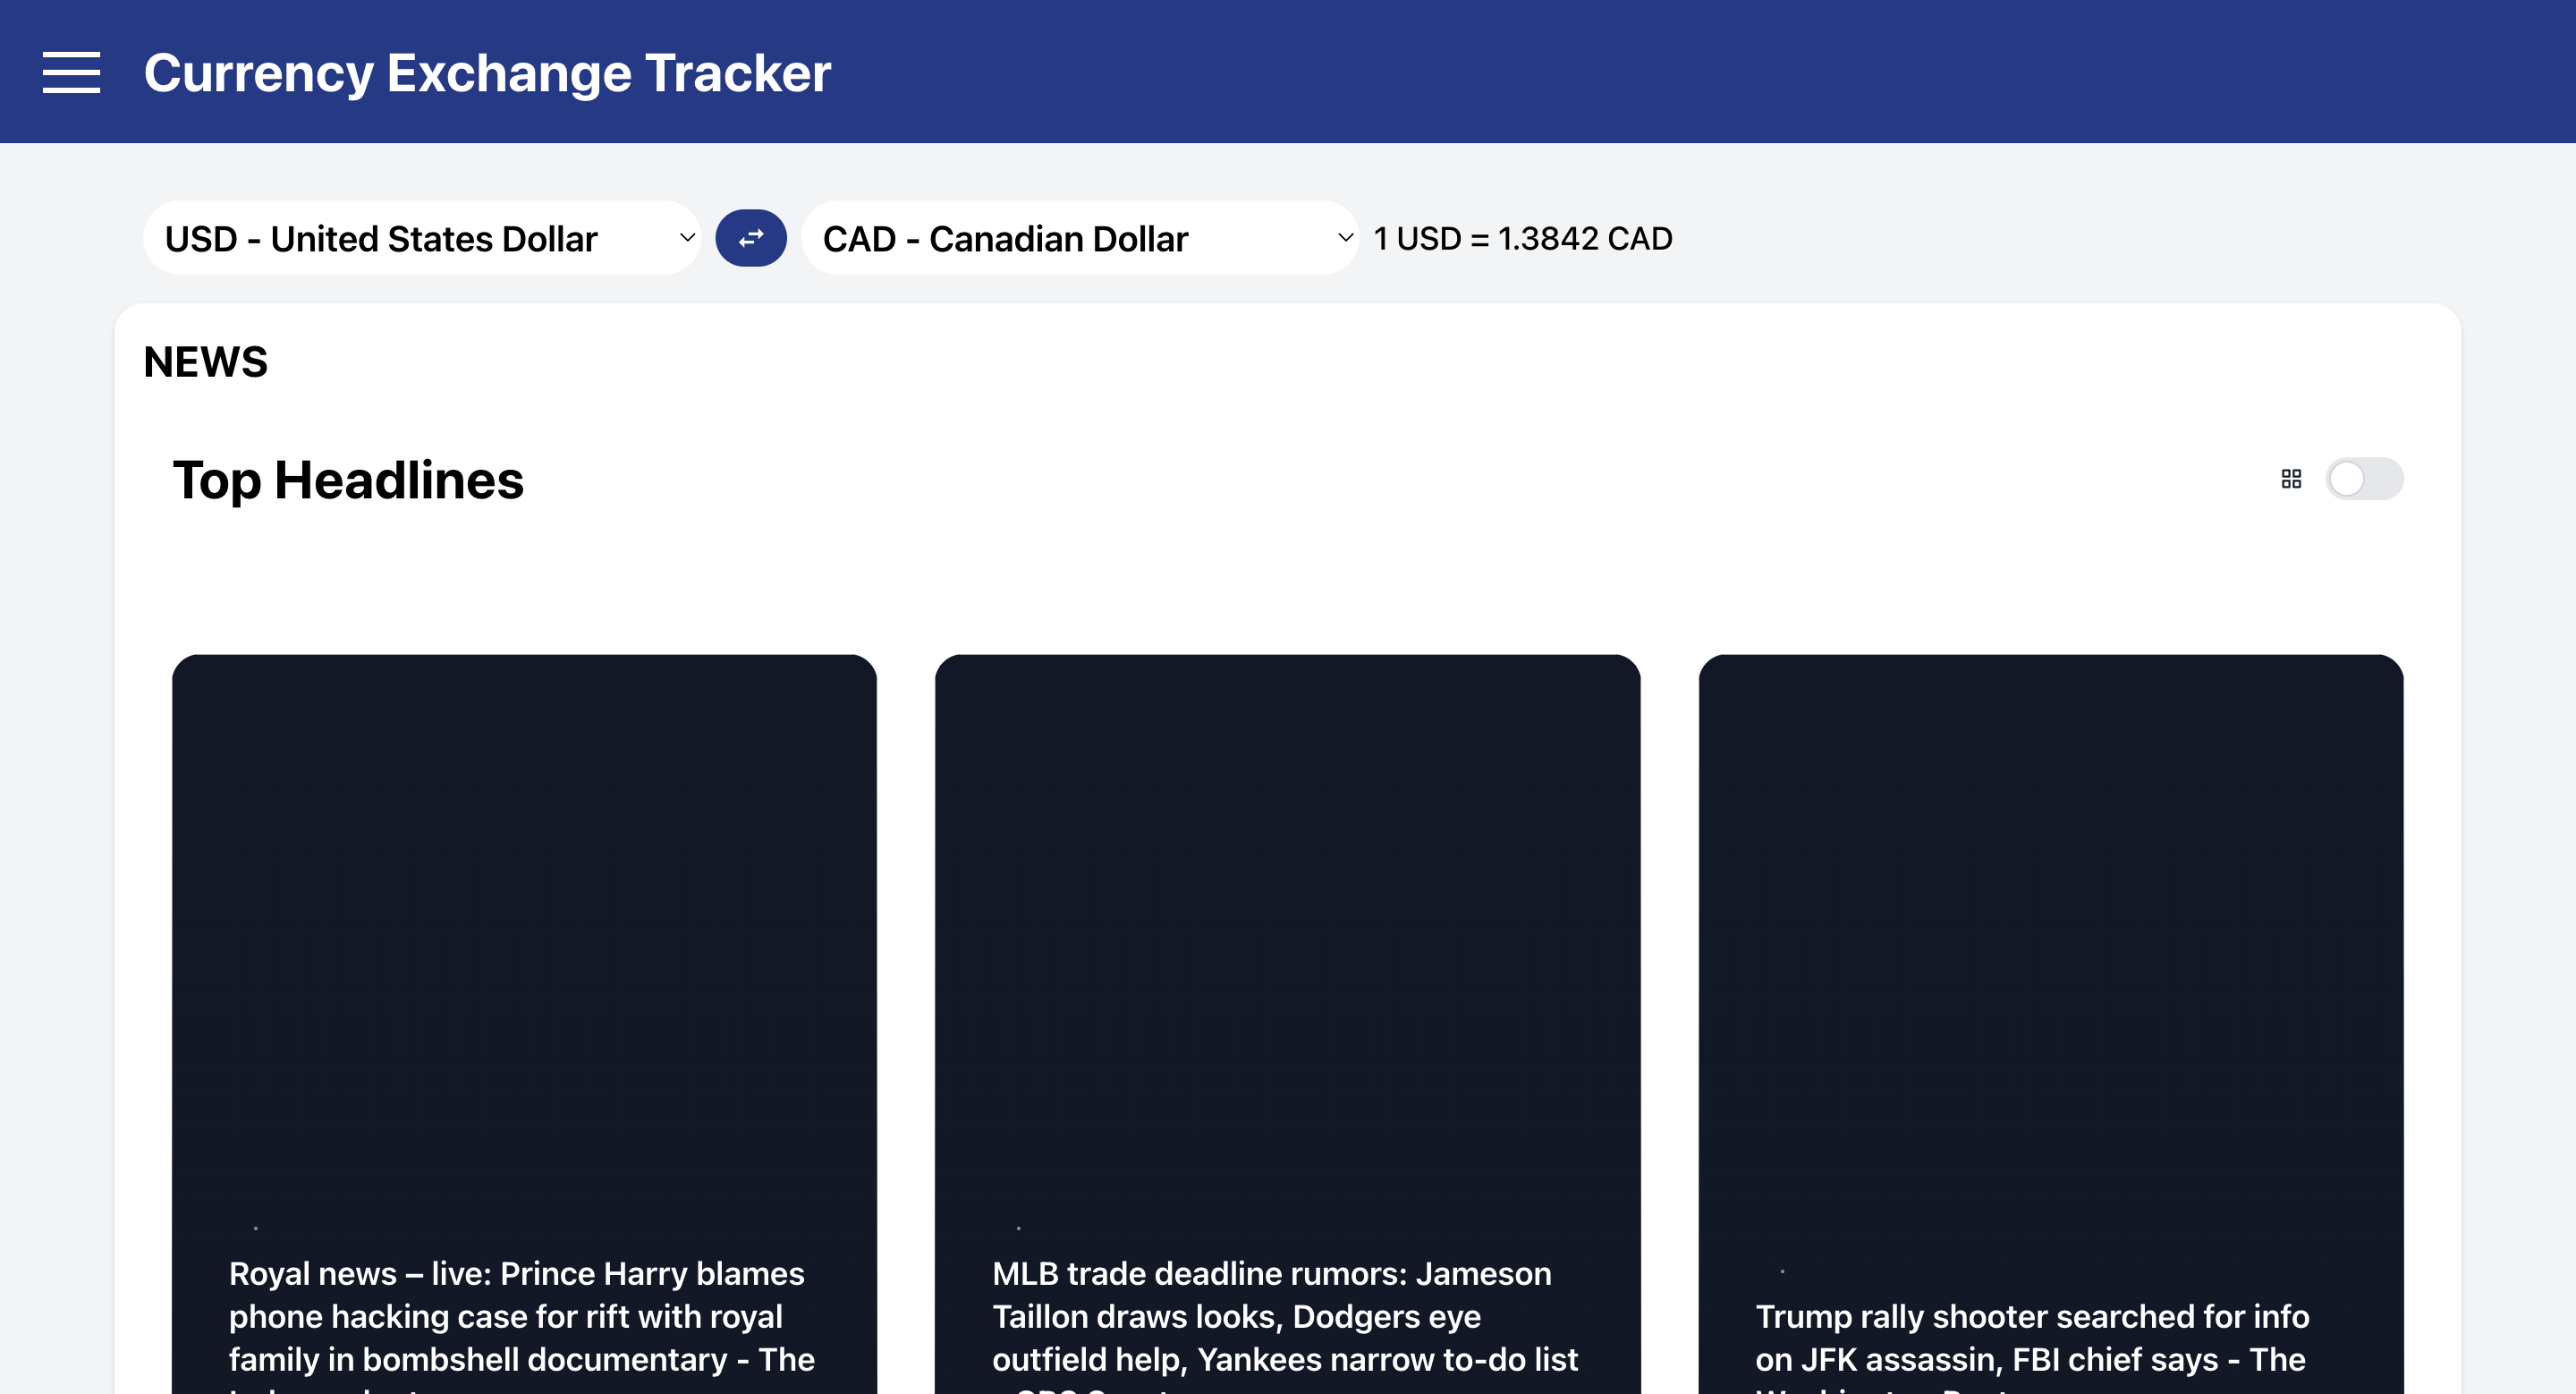 Currency Exchange Tracker
USD - United States Dollar
CAD - Canadian Dollar
1 USD = 1.3842 CAD
NEWS
Top Headlines
Royal news – live: Prince Harry blames
phone hacking case for rift with royal
family in bombshell documentary - The
MLB trade deadline rumors: Jameson
Taillon draws looks, Dodgers eye
outfield help, Yankees narrow to-do list
Trump rally shooter searched for info
on JFK assassin, FBI chief says - The